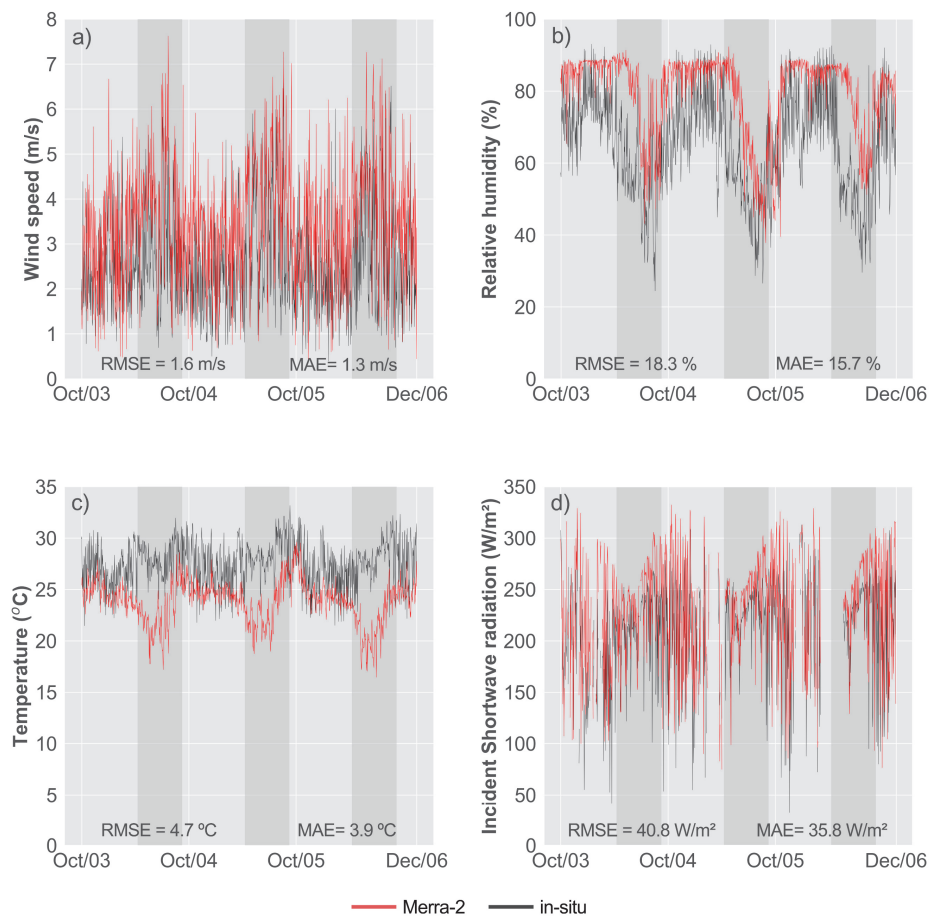 a)
Wind speed (m/s)
8
7
6
5
4
3
2
1
0
RMSE = 1.6 m/s
MAE= 1.3 m/s
Oct/03
Oct/04
Oct/05
Dec/06
b)
Relative humidity (%)
100
80
60
40
20
0
RMSE = 18.3 %
MAE= 15.7 %
Oct/03
Oct/04
Oct/05
Dec/06
c)
Temperature (ºC)
35
30
25
20
15
10
5
0
RMSE = 4.7 ºC
MAE= 3.9 ºC
Oct/03
Oct/04
Oct/05
Dec/06
d)
Incident Shortwave radiation (W/m²)
350
300
250
200
150
100
50
0
RMSE = 40.8 W/m²
MAE= 35.8 W/m²
Oct/03
Oct/04
Oct/05
Dec/06
Merra-2
in-situ